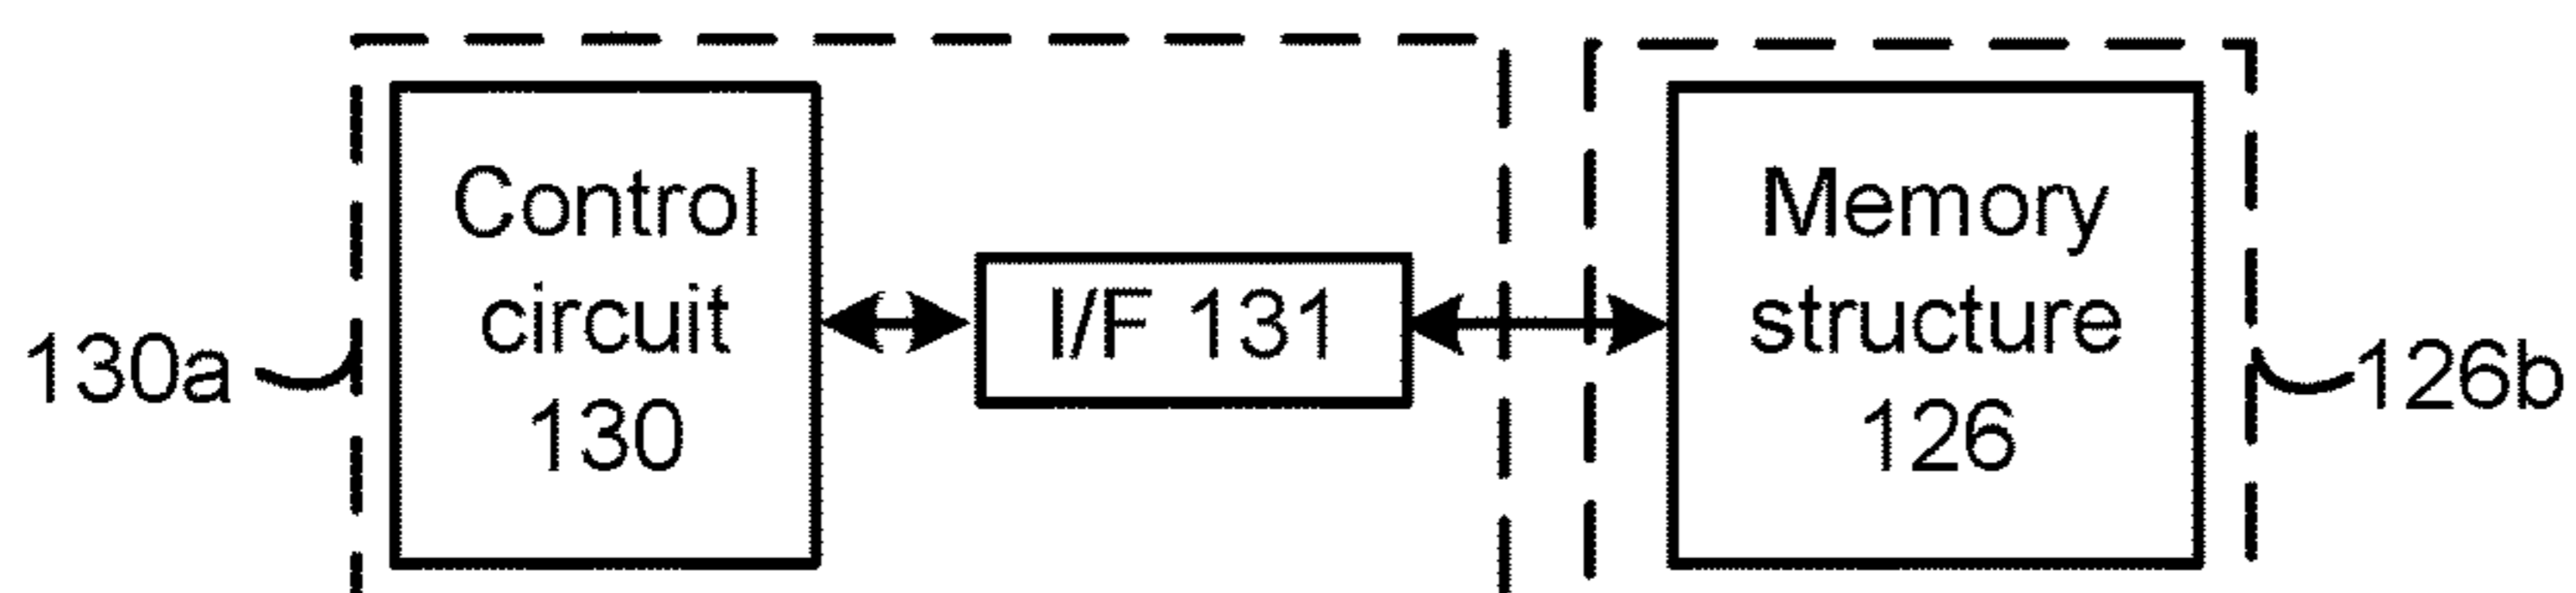 Control
circuit
130
I/F 131
Memory
structure
126
130a
126b